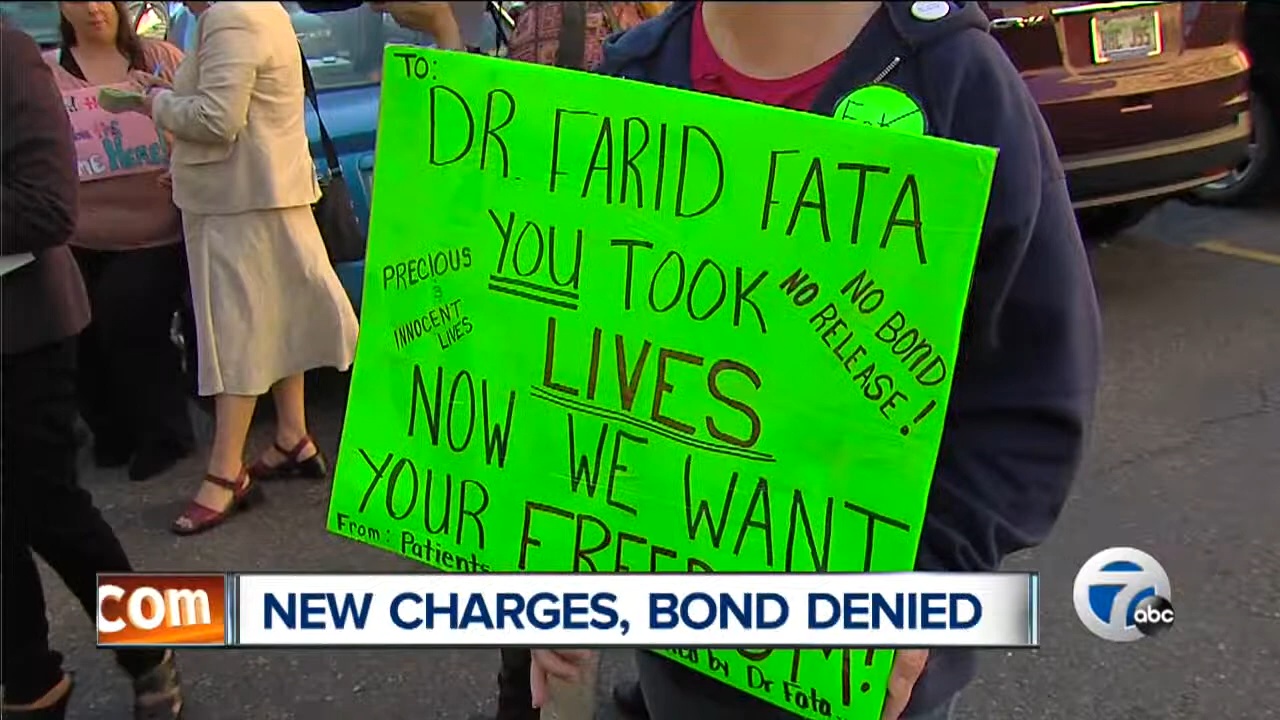 To:
DR. FARID FATA
YOU TOOK
LIVES
NOW WE WANT
YOUR
From: Patients
by Dr Fata
PRECIOUS
&
INNOCENT
LIVES
NO BOND
NO RELEASE!
COM
NEW CHARGES, BOND DENIED
7
abc